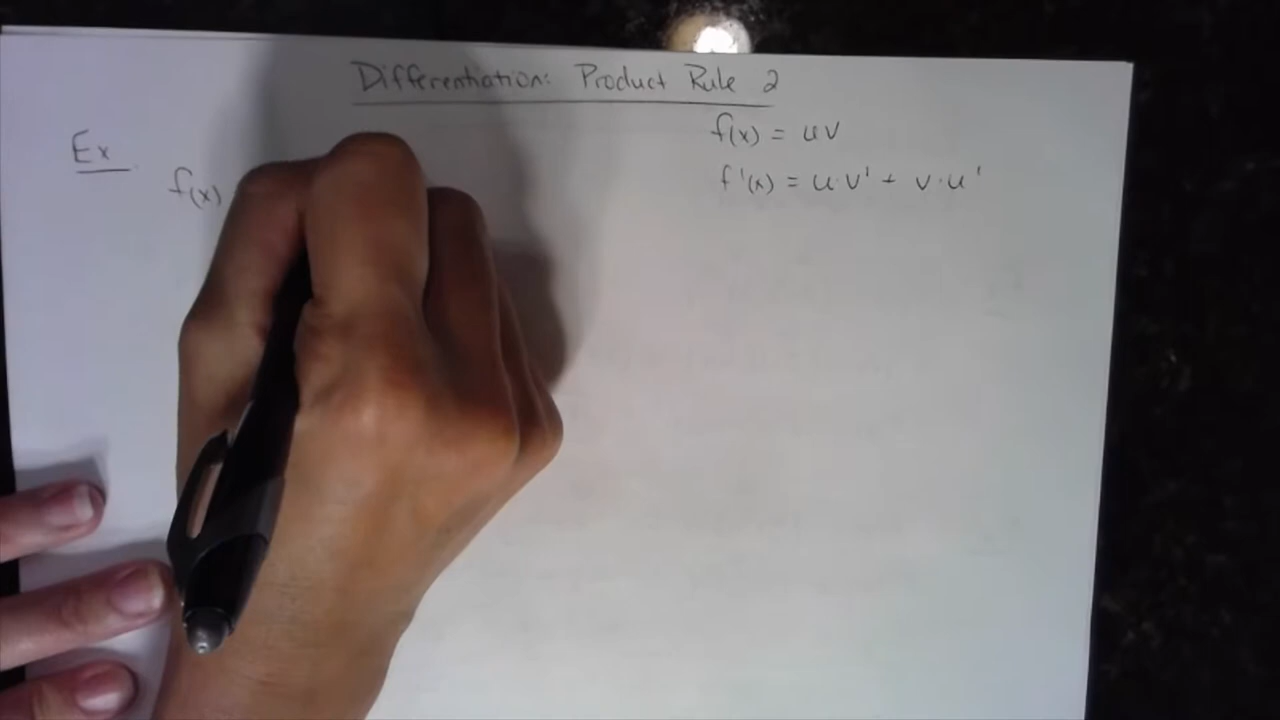 Differentiation: Product Rule 2
f(x) = uv
Ex
f'(x) = u·v' + v·u'
f(x)